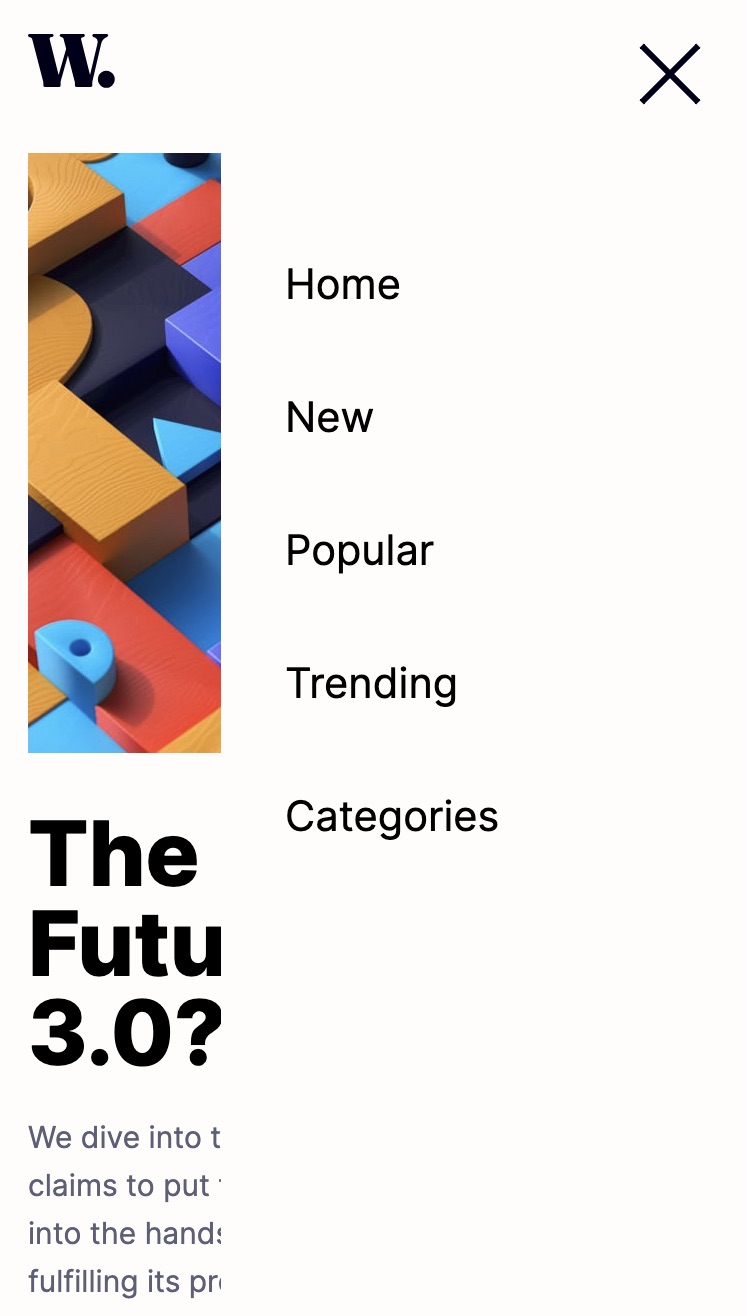 W.
Home
New
Popular
Trending
Categories
The
Futu
3.0?
We dive into t
claims to put
into the hands
fulfilling its pr